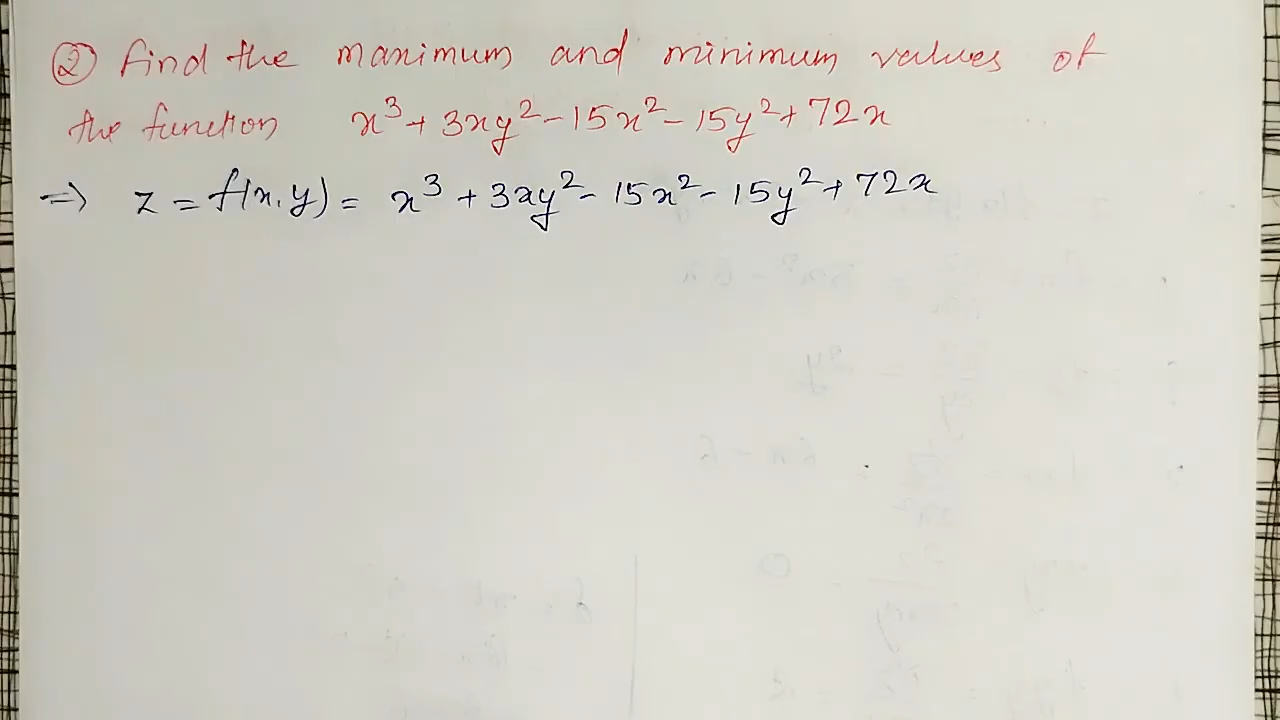 ② Find the maximum and minimum values of
the function x³ + 3xy² - 15x² - 15y² + 72x
=> z = f(x, y) = x³ + 3xy² - 15x² - 15y² + 72x